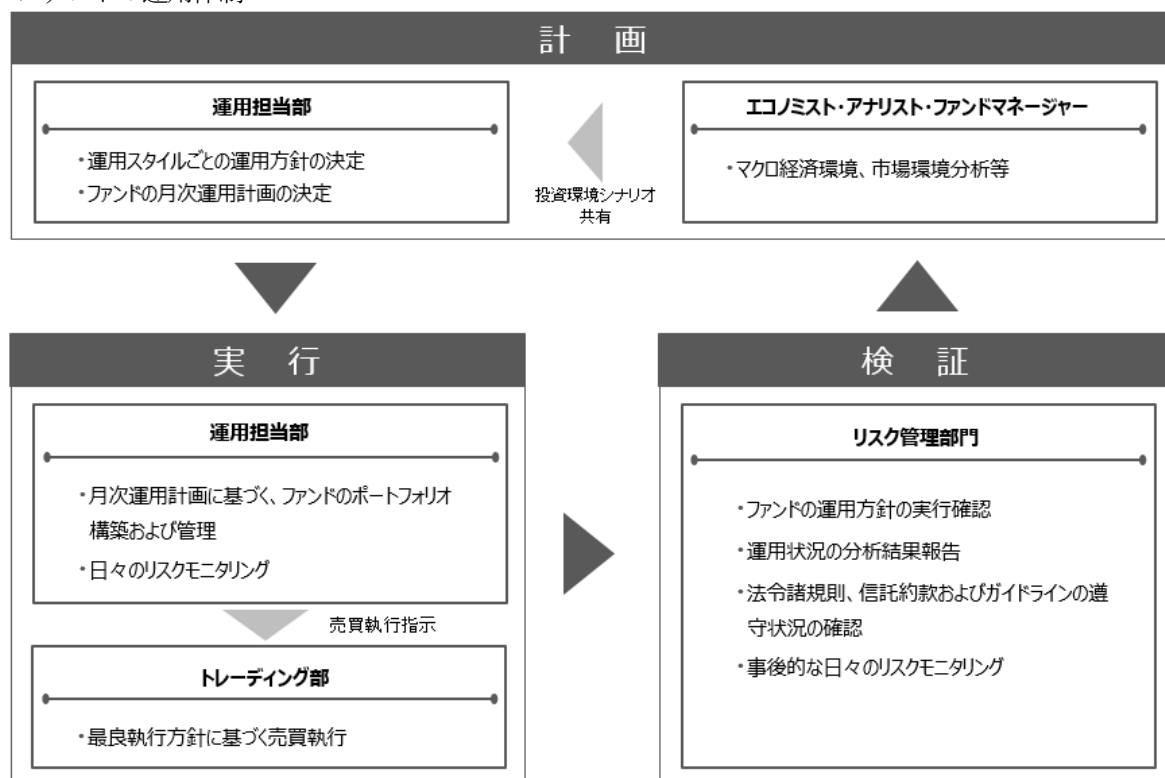 計 画
運用担当部
・運用スタイルごとの運用方針の決定
・ファンドの月次運用計画の決定
投資環境シナリオ
共有
エコノミスト・アナリスト・ファンドマネージャー
・マクロ経済環境、市場環境分析等
実 行
運用担当部
・月次運用計画に基づく、ファンドのポートフォリオ
構築および管理
・日々のリスクモニタリング
売買執行指示
トレーディング部
・最良執行方針に基づく売買執行
検 証
リスク管理部門
・ファンドの運用方針の実行確認
・運用状況の分析結果報告
・法令諸規則、信託約款およびガイドラインの遵
守状況の確認
・事後的な日々のリスクモニタリング